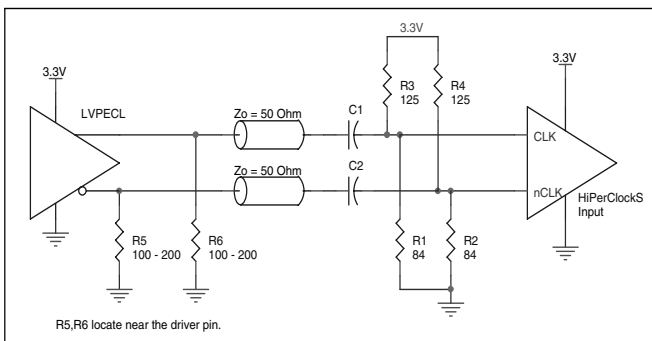 3.3V
3.3V
3.3V
LVPECL
R3
125
R4
125
Zo = 50 Ohm
C1
CLK
Zo = 50 Ohm
C2
nCLK
HiPerClockS
Input
R5
100 - 200
R6
100 - 200
R1
84
R2
84
R5,R6 locate near the driver pin.